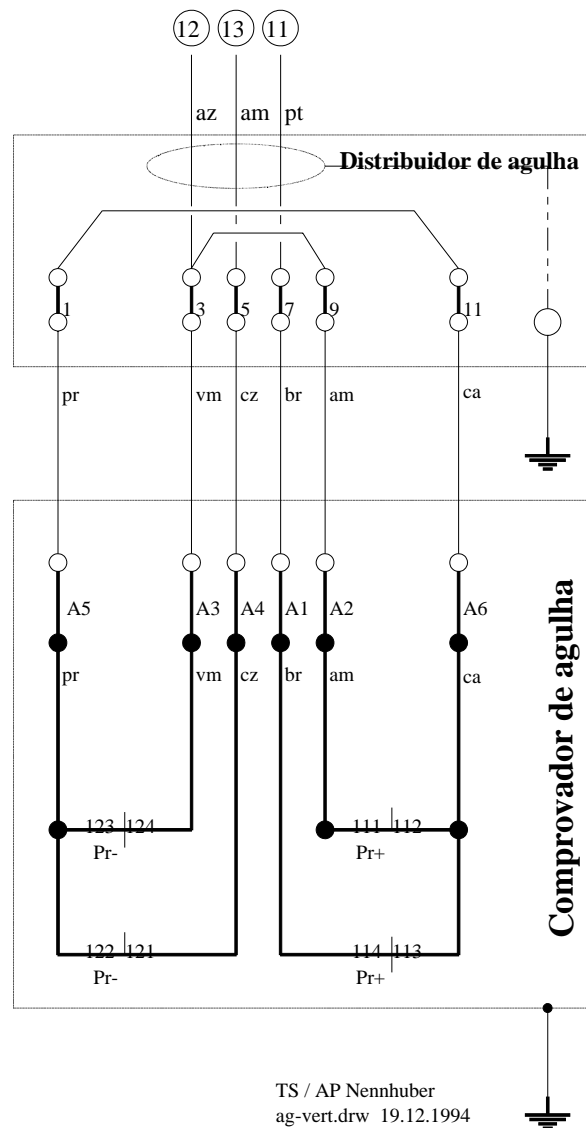 12 13 11
az am pt
Distribuidor de agulha
1 3 5 7 9 11
pr vm cz br am ca
A5 A3 A4 A1 A2 A6
pr vm cz br am ca
Comprovador de agulha
123 124 111 112
Pr- Pr+
122 121 114 113
Pr- Pr+
TS / AP Nennhuber
ag-vert.drw 19.12.1994